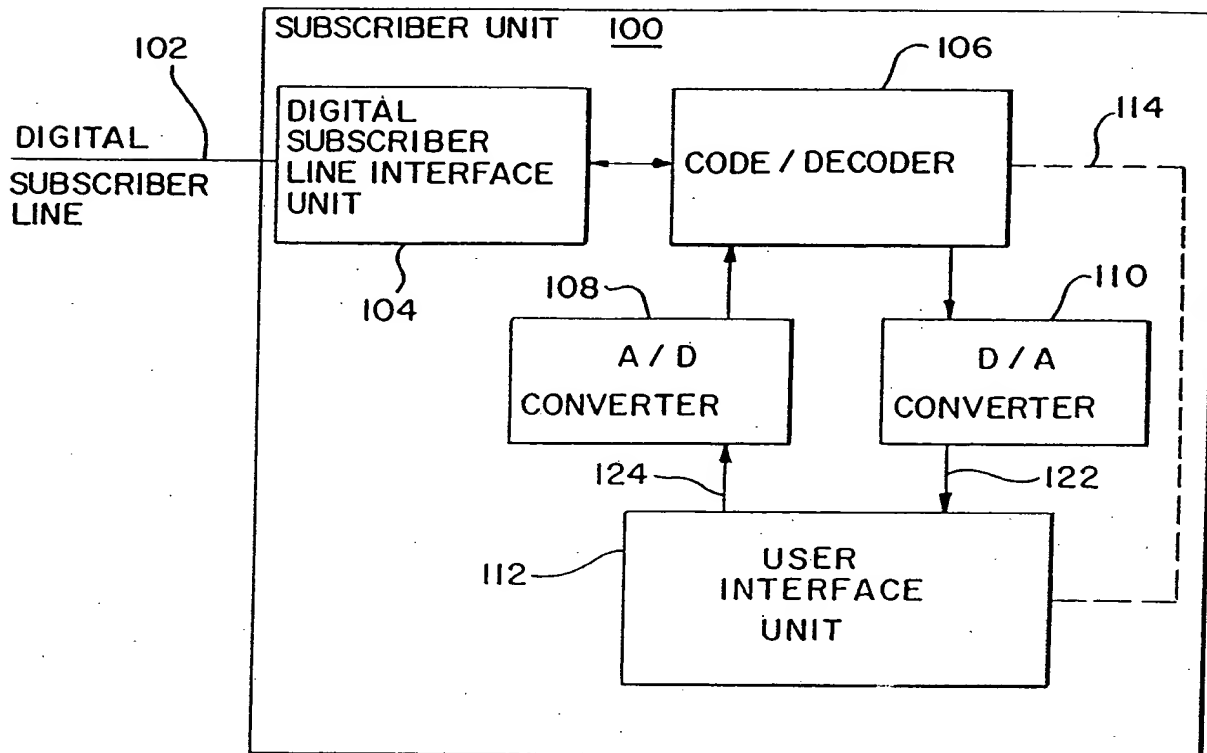 SUBSCRIBER UNIT 100
102
106
114
DIGITAL
SUBSCRIBER
LINE
DIGITAL
SUBSCRIBER
LINE INTERFACE
UNIT
CODE / DECODER
104
108
110
A / D
CONVERTER
D / A
CONVERTER
124
122
112
USER
INTERFACE
UNIT